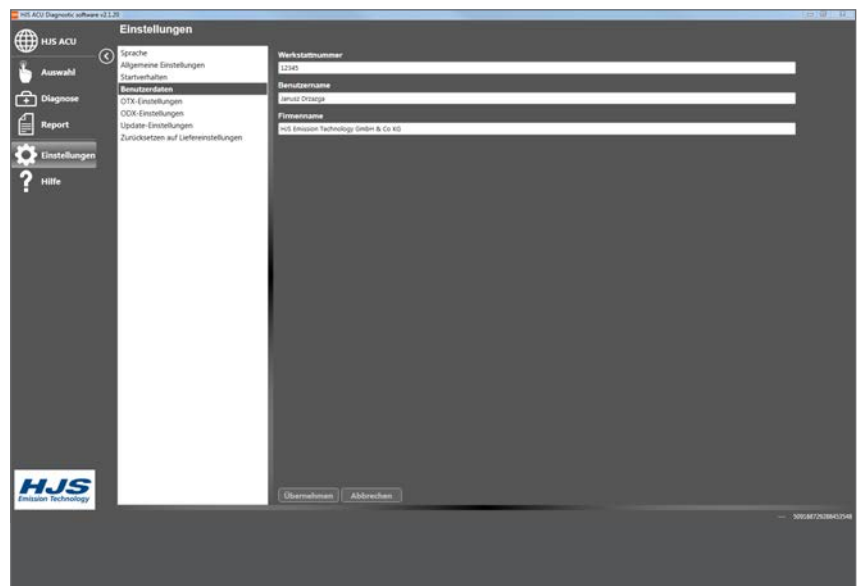 HJS ACU Diagnostic software v2.1.20
Einstellungen
HJS ACU
Auswahl
Diagnose
Report
Einstellungen
Hilfe
Sprache
Allgemeine Einstellungen
Startverhalten
Benutzerdaten
OTX-Einstellungen
ODX-Einstellungen
Update-Einstellungen
Zurücksetzen auf Liefereinstellungen
Werkstattnummer
12345
Benutzername
Janusz Drzazga
Firmenname
HJS Emission Technology GmbH & Co KG
Übernehmen
Abbrechen
HJS
Emission Technology